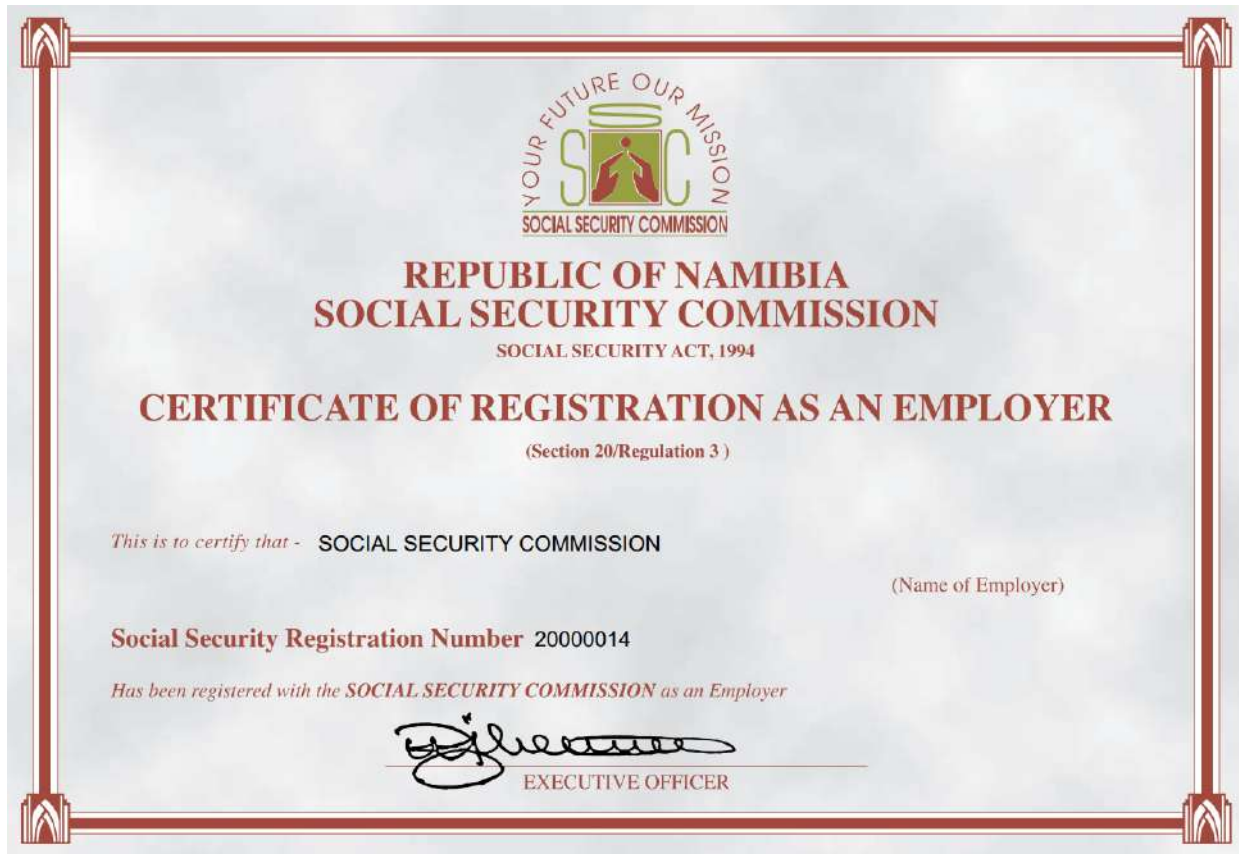 YOUR FUTURE OUR MISSION
SSC
SOCIAL SECURITY COMMISSION
REPUBLIC OF NAMIBIA
SOCIAL SECURITY COMMISSION
SOCIAL SECURITY ACT, 1994
CERTIFICATE OF REGISTRATION AS AN EMPLOYER
(Section 20/Regulation 3 )
This is to certify that - SOCIAL SECURITY COMMISSION
(Name of Employer)
Social Security Registration Number 20000014
Has been registered with the SOCIAL SECURITY COMMISSION as an Employer
EXECUTIVE OFFICER